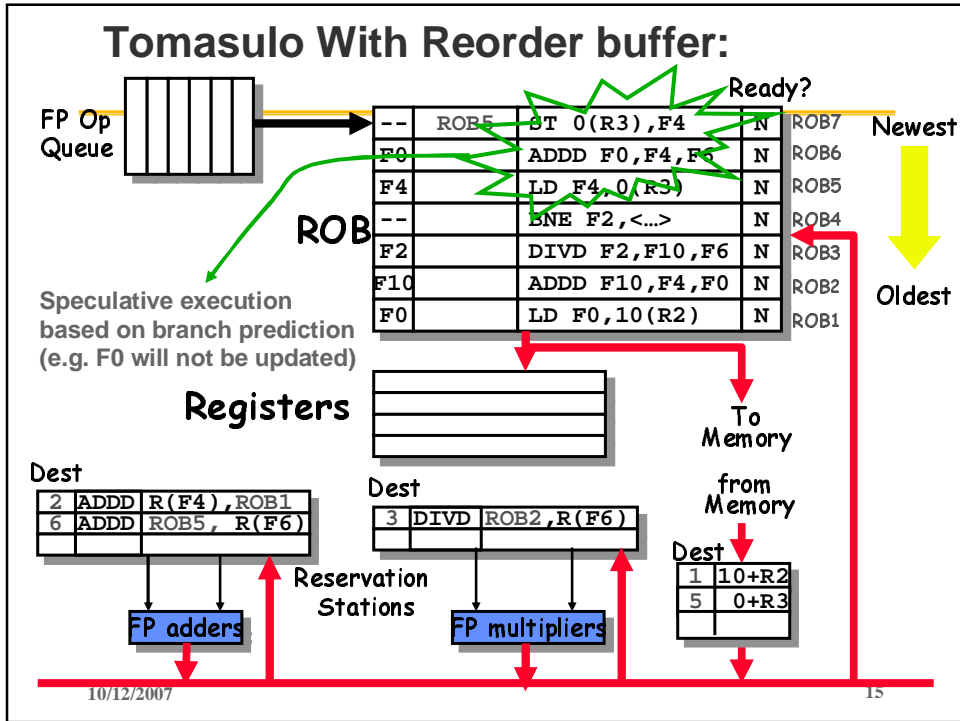 Tomasulo With Reorder buffer:
FP Op
Queue
Ready?
-- ROB5 ST 0(R3),F4 N ROB7
F0 ADDD F0,F4,F6 N ROB6
F4 LD F4,0(R3) N ROB5
-- BNE F2,<…> N ROB4
F2 DIVD F2,F10,F6 N ROB3
F10 ADDD F10,F4,F0 N ROB2
F0 LD F0,10(R2) N ROB1
ROB
Newest
Oldest
Speculative execution
based on branch prediction
(e.g. F0 will not be updated)
Registers
To
Memory
from
Memory
Dest
2 ADDD R(F4),ROB1
6 ADDD ROB5, R(F6)
Dest
3 DIVD ROB2,R(F6)
Dest
1 10+R2
5 0+R3
Reservation
Stations
FP adders
FP multipliers
10/12/2007
15